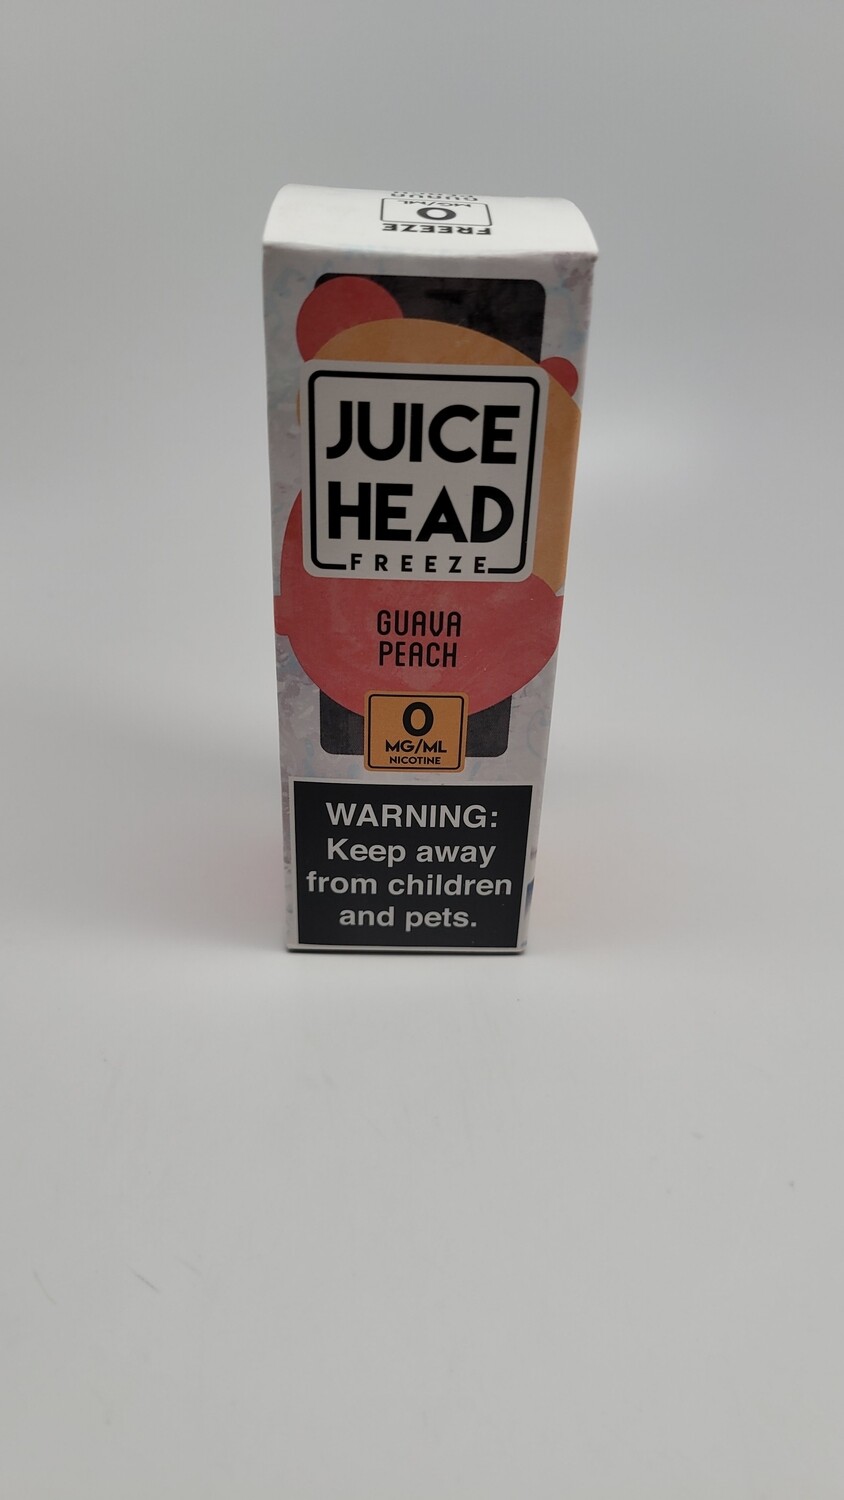 GUAVA
0
MG/ML
FREEZE
JUICE
HEAD
FREEZE
GUAVA
PEACH
0
MG/ML
NICOTINE
WARNING:
Keep away
from children
and pets.